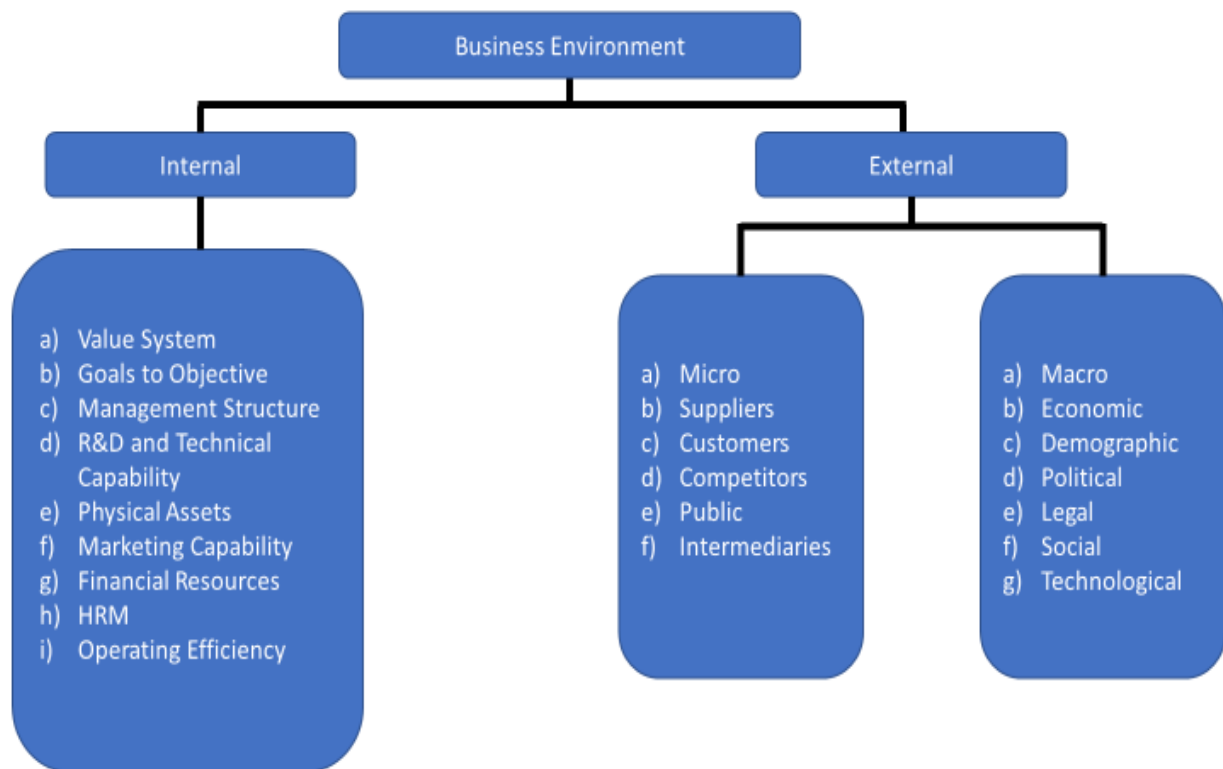 Business Environment
Internal
External
a) Value System
b) Goals to Objective
c) Management Structure
d) R&D and Technical
Capability
e) Physical Assets
f) Marketing Capability
g) Financial Resources
h) HRM
i) Operating Efficiency
a) Micro
b) Suppliers
c) Customers
d) Competitors
e) Public
f) Intermediaries
a) Macro
b) Economic
c) Demographic
d) Political
e) Legal
f) Social
g) Technological